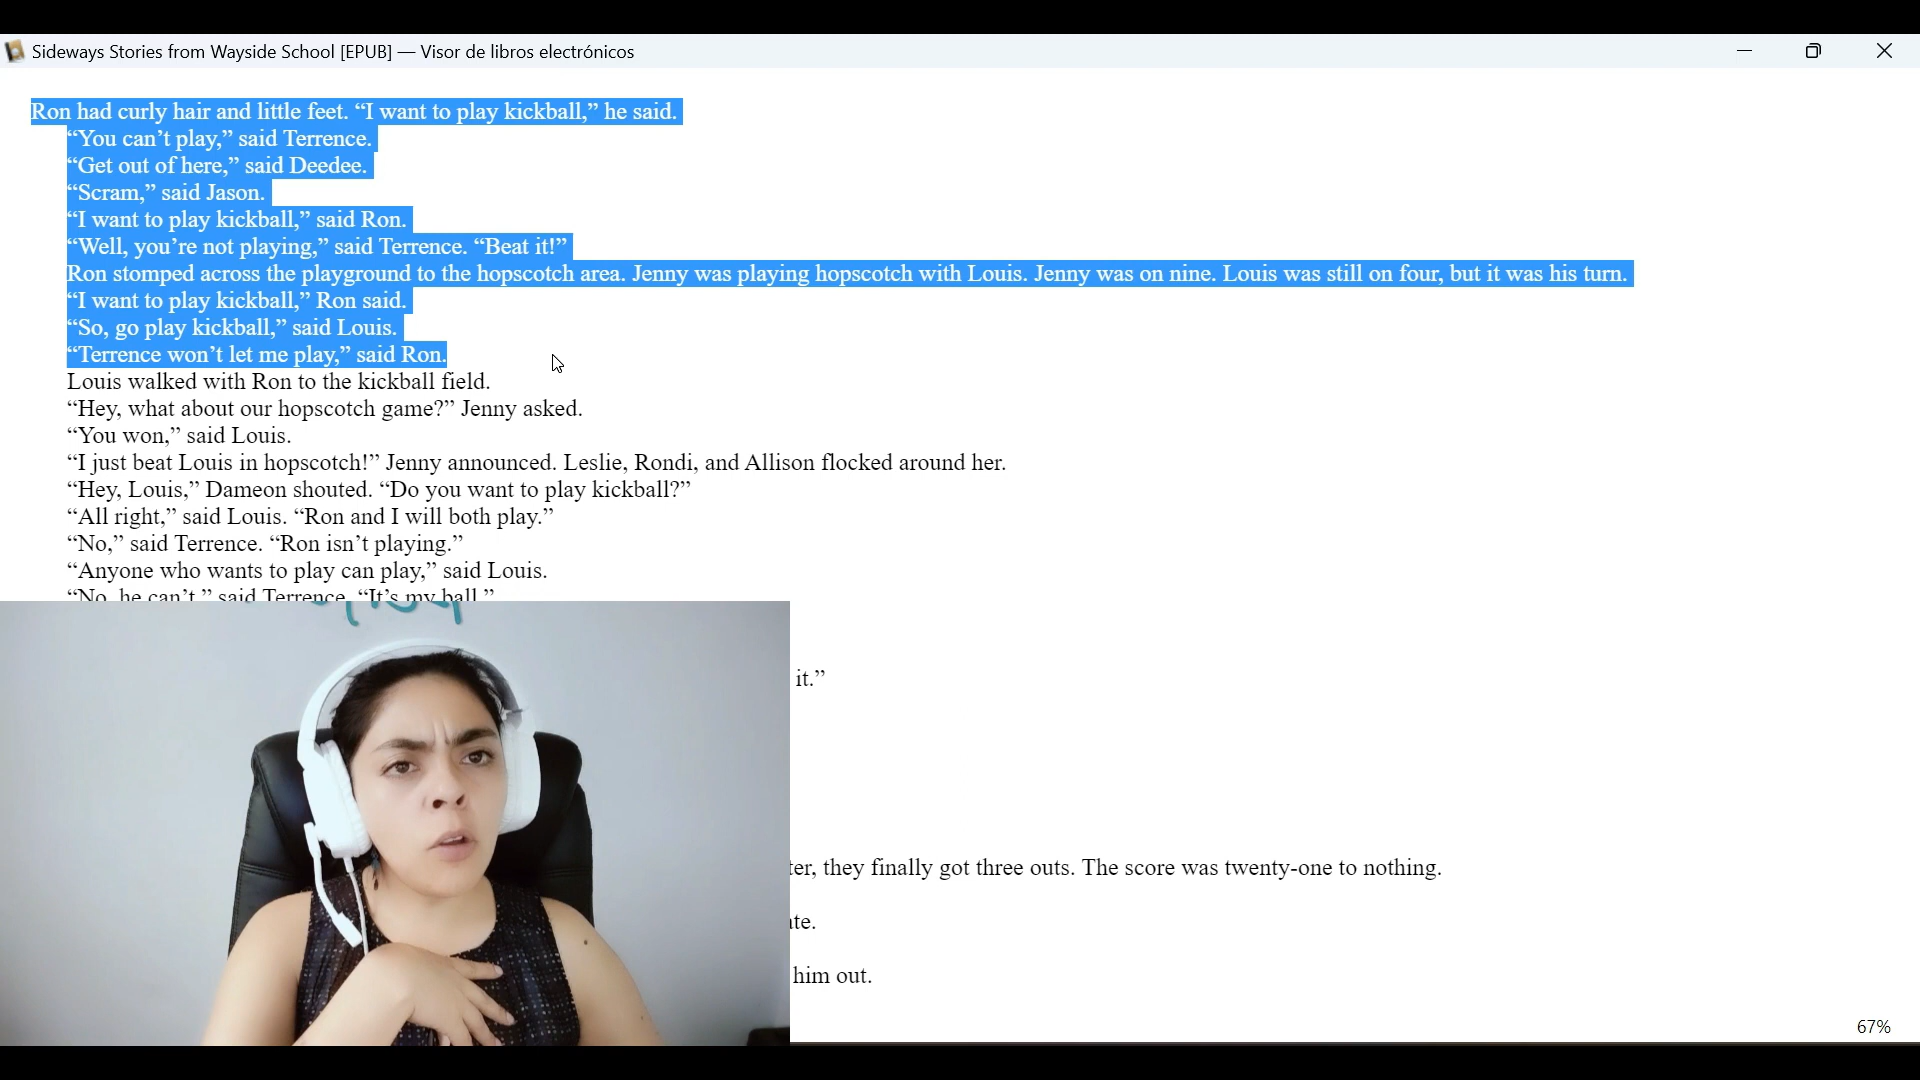 Sideways Stories from Wayside School [EPUB] — Visor de libros electrónicos
Ron had curly hair and little feet. “I want to play kickball,” he said.
“You can’t play,” said Terrence.
“Get out of here,” said Deedee.
“Scram,” said Jason.
“I want to play kickball,” said Ron.
“Well, you’re not playing,” said Terrence. “Beat it!”
Ron stomped across the playground to the hopscotch area. Jenny was playing hopscotch with Louis. Jenny was on nine. Louis was still on four, but it was his turn.
“I want to play kickball,” Ron said.
“So, go play kickball,” said Louis.
“Terrence won’t let me play,” said Ron.
Louis walked with Ron to the kickball field.
“Hey, what about our hopscotch game?” Jenny asked.
“You won,” said Louis.
“I just beat Louis in hopscotch!” Jenny announced. Leslie, Rondi, and Allison flocked around her.
“Hey, Louis,” Dameon shouted. “Do you want to play kickball?”
“All right,” said Louis. “Ron and I will both play.”
“No,” said Terrence. “Ron isn’t playing.”
“Anyone who wants to play can play,” said Louis.
“No, he can’t,” said Terrence. “It’s my ball.”
it.”
they finally got three outs. The score was twenty-one to nothing.
him out.
67%